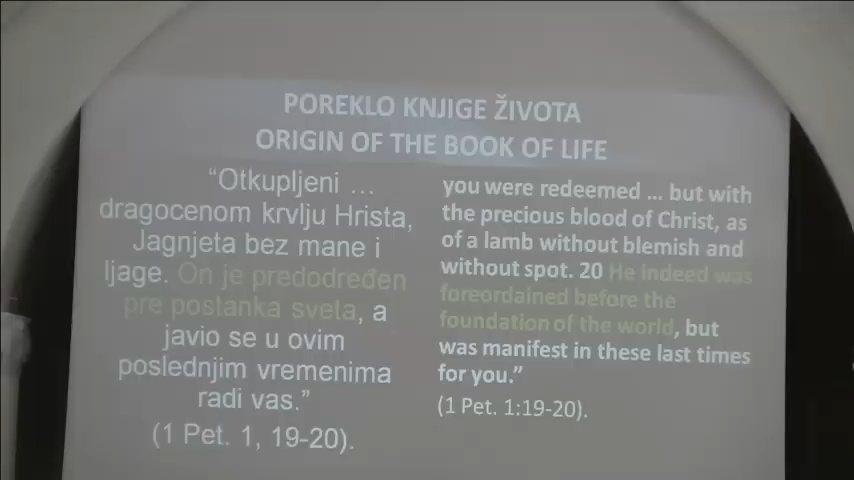 POREKLO KNJIGE ŽIVOTA
ORIGIN OF THE BOOK OF LIFE
“Otkupljeni …
dragocenom krvlju Hrista,
Jagnjeta bez mane i
ljage. On je predodređen
pre postanka sveta, a
javio se u ovim
poslednjim vremenima
radi vas.”
(1 Pet. 1, 19-20).
you were redeemed … but with
the precious blood of Christ, as
of a lamb without blemish and
without spot. 20 He indeed was
foreordained before the
foundation of the world, but
was manifest in these last times
for you.”
(1 Pet. 1:19-20).